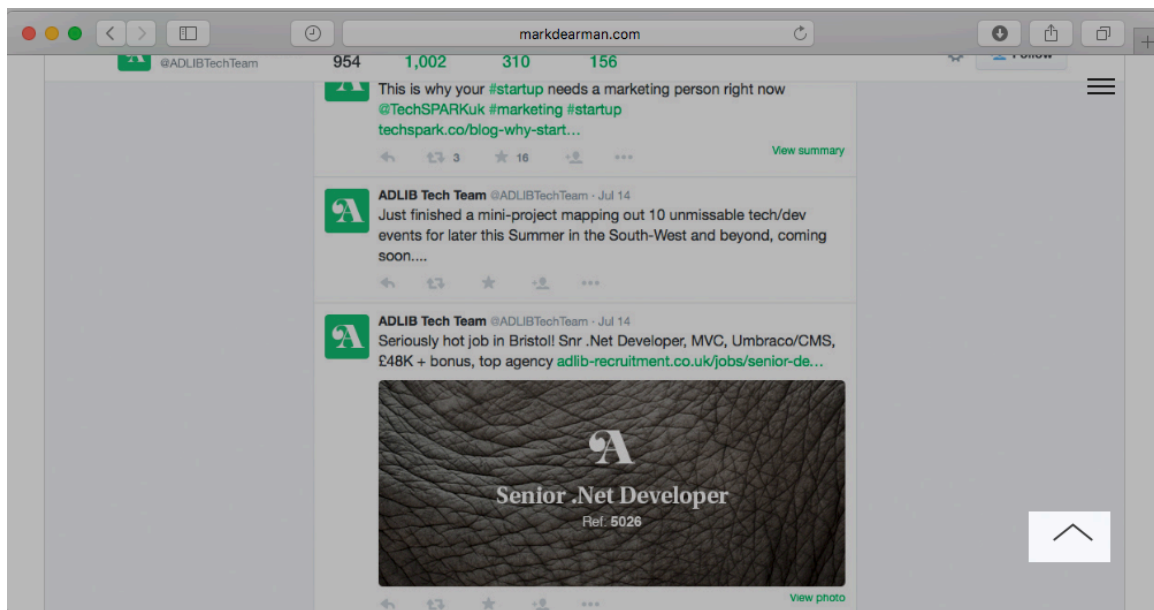 markdearman.com
@ADLIBTechTeam 954 1,002 310 156 Follow
This is why your #startup needs a marketing person right now
@TechSPARKuk #marketing #startup
techspark.co/blog-why-start...
3 16 View summary
ADLIB Tech Team @ADLIBTechTeam · Jul 14
Just finished a mini-project mapping out 10 unmissable tech/dev
events for later this Summer in the South-West and beyond, coming
soon....
ADLIB Tech Team @ADLIBTechTeam · Jul 14
Seriously hot job in Bristol! Snr .Net Developer, MVC, Umbraco/CMS,
£48K + bonus, top agency adlib-recruitment.co.uk/jobs/senior-de...
A
Senior .Net Developer
Ref: 5026
View photo